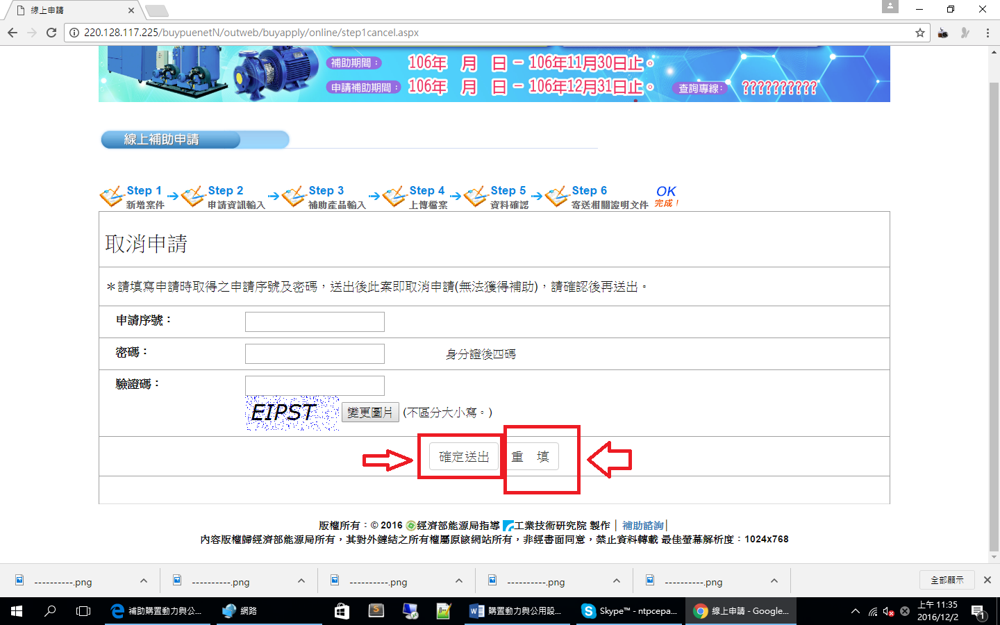 線上申請
220.128.117.225/buypuenetN/outweb/buyapply/online/step1cancel.aspx
補助期間： 106年 月 日 - 106年11月30日止。
申請補助期間： 106年 月 日 - 106年12月31日止。 查詢專線： ??????????
線上補助申請
Step 1 Step 2 Step 3 Step 4 Step 5 Step 6 OK
新增案件 申請資訊輸入 補助產品輸入 上傳檔案 資料確認 寄送相關證明文件 完成！
取消申請
＊請填寫申請時取得之申請序號及密碼，送出後此案即取消申請(無法獲得補助)，請確認後再送出。
申請序號：
密碼： 身分證後四碼
驗證碼：
EIPST 變更圖片 (不區分大小寫。)
確定送出 重 填
版權所有：© 2016 經濟部能源局指導 工業技術研究院 製作 | 補助諮詢|
內容版權歸經濟部能源局所有，其對外鏈結之所有權屬原該網站所有，非經書面同意，禁止資料轉載 最佳螢幕解析度：1024x768
----------.png ----------.png ----------.png ----------.png ----------.png 全部顯示
補助購置動力與公... 網路 S 購置動力與公用設... Skype™ - ntpcepa... 線上申請 - Google... 上午 11:35
2016/12/2 1